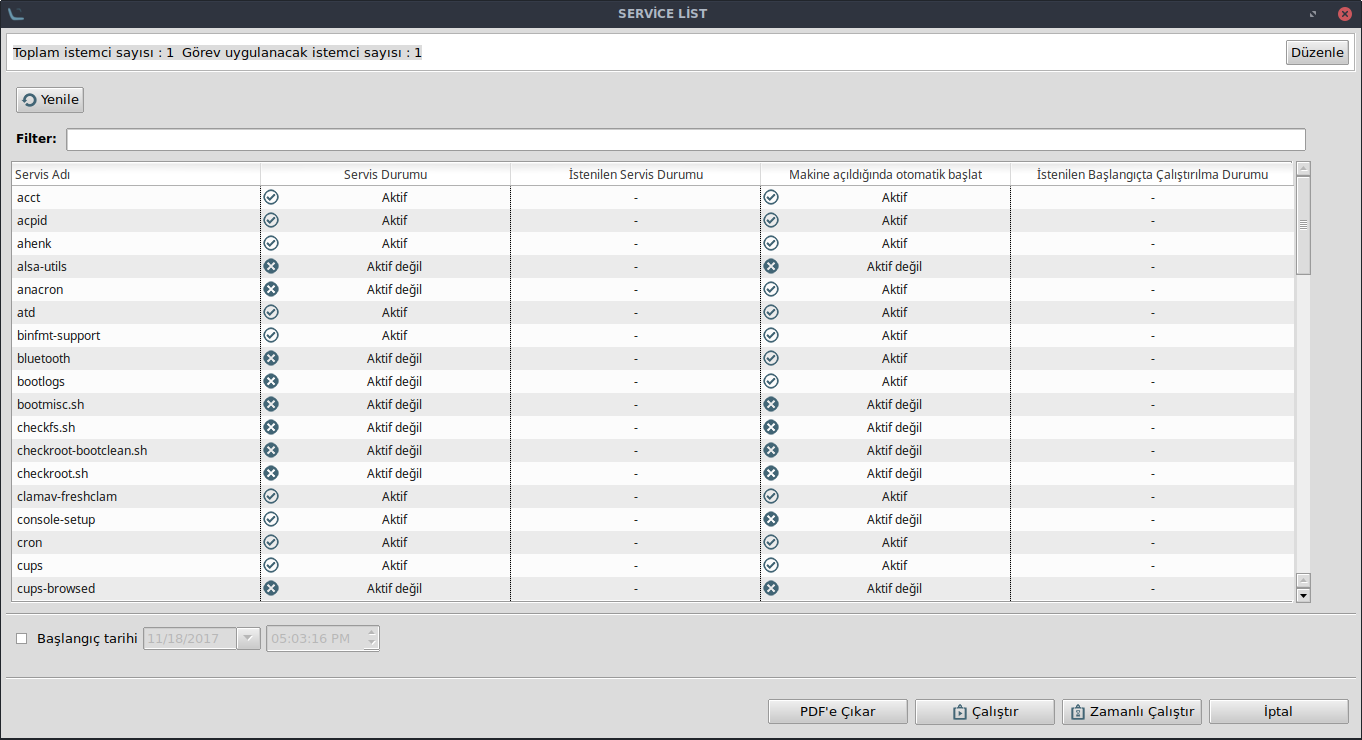 SERVİCE LİST
Toplam istemci sayısı : 1 Görev uygulanacak istemci sayısı : 1
Düzenle
Yenile
Filter:
Servis Adı Servis Durumu İstenilen Servis Durumu Makine açıldığında otomatik başlat İstenilen Başlangıçta Çalıştırılma Durumu
acct Aktif - Aktif -
acpid Aktif - Aktif -
ahenk Aktif - Aktif -
alsa-utils Aktif değil - Aktif değil -
anacron Aktif değil - Aktif -
atd Aktif - Aktif -
binfmt-support Aktif - Aktif -
bluetooth Aktif değil - Aktif -
bootlogs Aktif değil - Aktif -
bootmisc.sh Aktif değil - Aktif değil -
checkfs.sh Aktif değil - Aktif değil -
checkroot-bootclean.sh Aktif değil - Aktif değil -
checkroot.sh Aktif değil - Aktif değil -
clamav-freshclam Aktif - Aktif -
console-setup Aktif - Aktif değil -
cron Aktif - Aktif -
cups Aktif - Aktif -
cups-browsed Aktif değil - Aktif değil -
Başlangıç tarihi 11/18/2017 05:03:16 PM
PDF'e Çıkar Çalıştır Zamanlı Çalıştır İptal